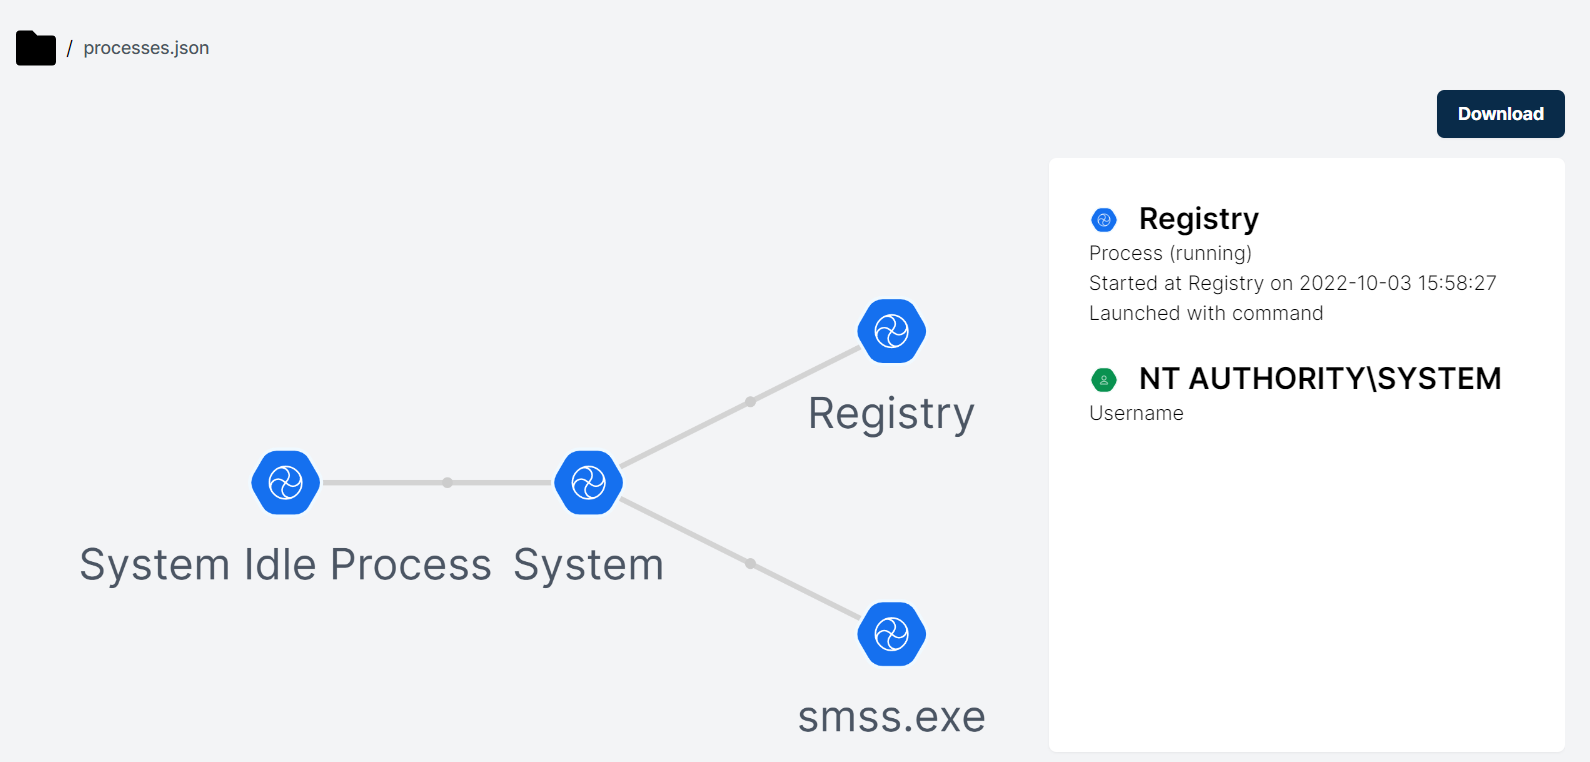 / processes.json
Download
Registry
Process (running)
Started at Registry on 2022-10-03 15:58:27
Launched with command
NT AUTHORITY\SYSTEM
Username
Registry
System Idle Process
System
smss.exe